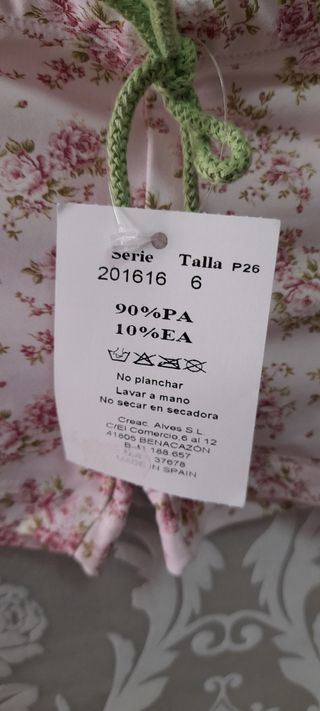 Serie Talla P26
201616 6
90%PA
10%EA
No planchar
Lavar a mano
No secar en secadora
Creac. Alves S.L.
C/El Comercio,6 al 12
41805 BENACAZÓN
B-41.188.657
37678
MADE IN SPAIN